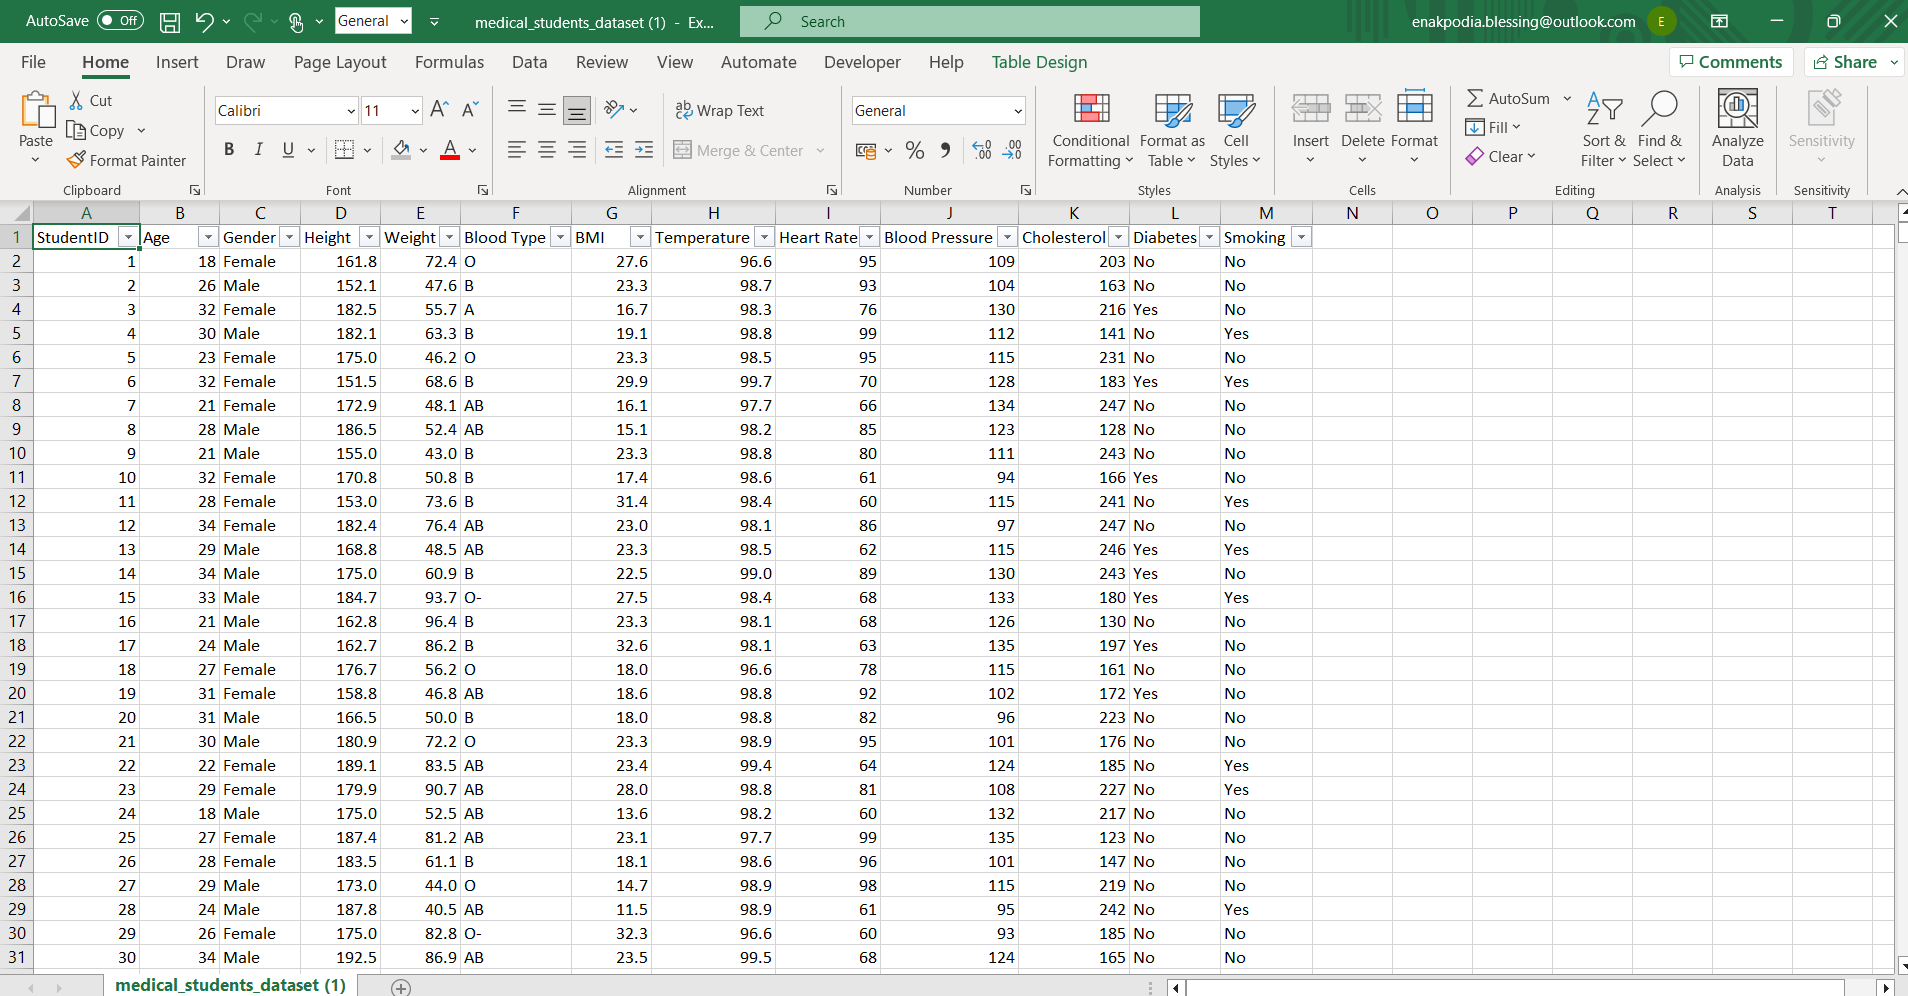 AutoSave Off General medical_students_dataset (1) - Ex... Search enakpodia.blessing@outlook.com E
File Home Insert Draw Page Layout Formulas Data Review View Automate Developer Help Table Design Comments Share
Paste Cut Copy Format Painter Clipboard
Calibri 11 B I U A Font
Wrap Text Merge & Center Alignment
General % Number
Conditional Formatting Format as Table Cell Styles Styles
Insert Delete Format Cells
AutoSum Fill Clear Sort & Filter Find & Select Editing
Analyze Data Analysis
Sensitivity Sensitivity
A B C D E F G H I J K L M N O P Q R S T
1 StudentID Age Gender Height Weight Blood Type BMI Temperature Heart Rate Blood Pressure Cholesterol Diabetes Smoking
2 1 18 Female 161.8 72.4 O 27.6 96.6 95 109 203 No No
3 2 26 Male 152.1 47.6 B 23.3 98.7 93 104 163 No No
4 3 32 Female 182.5 55.7 A 16.7 98.3 76 130 216 Yes No
5 4 30 Male 182.1 63.3 B 19.1 98.8 99 112 141 No Yes
6 5 23 Female 175.0 46.2 O 23.3 98.5 95 115 231 No No
7 6 32 Female 151.5 68.6 B 29.9 99.7 70 128 183 Yes Yes
8 7 21 Female 172.9 48.1 AB 16.1 97.7 66 134 247 No No
9 8 28 Male 186.5 52.4 AB 15.1 98.2 85 123 128 No No
10 9 21 Male 155.0 43.0 B 23.3 98.8 80 111 243 No No
11 10 32 Female 170.8 50.8 B 17.4 98.6 61 94 166 Yes No
12 11 28 Female 153.0 73.6 B 31.4 98.4 60 115 241 No Yes
13 12 34 Female 182.4 76.4 AB 23.0 98.1 86 97 247 No No
14 13 29 Male 168.8 48.5 AB 23.3 98.5 62 115 246 Yes Yes
15 14 34 Male 175.0 60.9 B 22.5 99.0 89 130 243 Yes No
16 15 33 Male 184.7 93.7 O- 27.5 98.4 68 133 180 Yes Yes
17 16 21 Male 162.8 96.4 B 23.3 98.1 68 126 130 No No
18 17 24 Male 162.7 86.2 B 32.6 98.1 63 135 197 Yes No
19 18 27 Female 176.7 56.2 O 18.0 96.6 78 115 161 No No
20 19 31 Female 158.8 46.8 AB 18.6 98.8 92 102 172 Yes No
21 20 31 Male 166.5 50.0 B 18.0 98.8 82 96 223 No No
22 21 30 Male 180.9 72.2 O 23.3 98.9 95 101 176 No No
23 22 22 Female 189.1 83.5 AB 23.4 99.4 64 124 185 No Yes
24 23 29 Female 179.9 90.7 AB 28.0 98.8 81 108 227 No Yes
25 24 18 Male 175.0 52.5 AB 13.6 98.2 60 132 217 No No
26 25 27 Female 187.4 81.2 AB 23.1 97.7 99 135 123 No No
27 26 28 Female 183.5 61.1 B 18.1 98.6 96 101 147 No No
28 27 29 Male 173.0 44.0 O 14.7 98.9 98 115 219 No No
29 28 24 Male 187.8 40.5 AB 11.5 98.9 61 95 242 No Yes
30 29 26 Female 175.0 82.8 O- 32.3 96.6 60 93 185 No No
31 30 34 Male 192.5 86.9 AB 23.5 99.5 68 124 165 No No
medical_students_dataset (1)